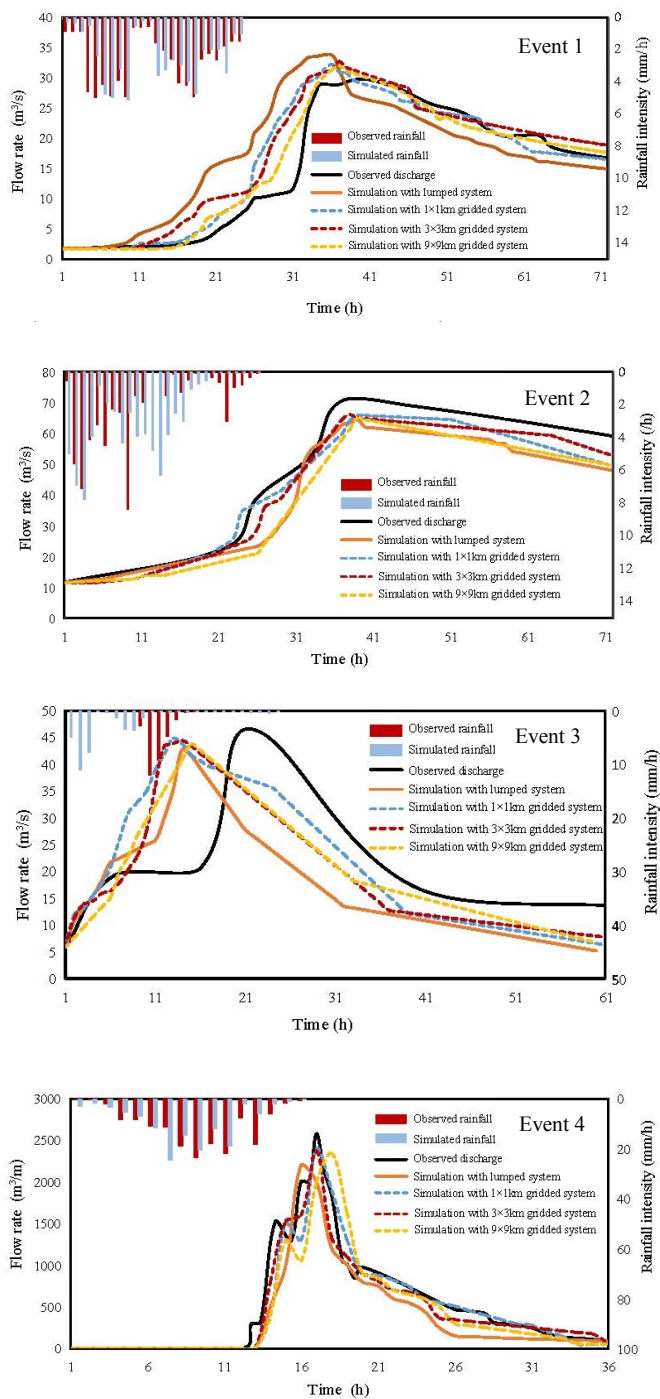 Event 1
40
35
30
25
20
15
10
5
0
Flow rate (m³/s)
0
2
4
6
8
10
12
14
Rainfall intensity (mm/h)
Observed rainfall
Simulated rainfall
Observed discharge
Simulation with lumped system
Simulation with 1×1km gridded system
Simulation with 3×3km gridded system
Simulation with 9×9km gridded system
1 11 21 31 41 51 61 71
Time (h)
Event 2
80
70
60
50
40
30
20
10
0
Flow rate (m³/s)
0
2
4
6
8
10
12
14
Rainfall intensity (/h)
Observed rainfall
Simulated rainfall
Observed discharge
Simulation with lumped system
Simulation with 1×1km gridded system
Simulation with 3×3km gridded system
Simulation with 9×9km gridded system
1 11 21 31 41 51 61 71
Time (h)
Event 3
50
45
40
35
30
25
20
15
10
5
0
Flow rate (m³/s)
0
10
20
30
40
50
Rainfall intensity (mm/h)
Observed rainfall
Simulated rainfall
Observed discharge
Simulation with lumped system
Simulation with 1×1km gridded system
Simulation with 3×3km gridded system
Simulation with 9×9km gridded system
1 11 21 31 41 51 61
Time (h)
Event 4
3000
2500
2000
1500
1000
500
0
Flow rate (m³/m)
0
20
40
60
80
100
Rainfall intensity (mm/h)
Observed rainfall
Simulated rainfall
Observed discharge
Simulation with lumped system
Simulation with 1×1km gridded system
Simulation with 3×3km gridded system
Simulation with 9×9km gridded system
1 6 11 16 21 26 31 36
Time (h)